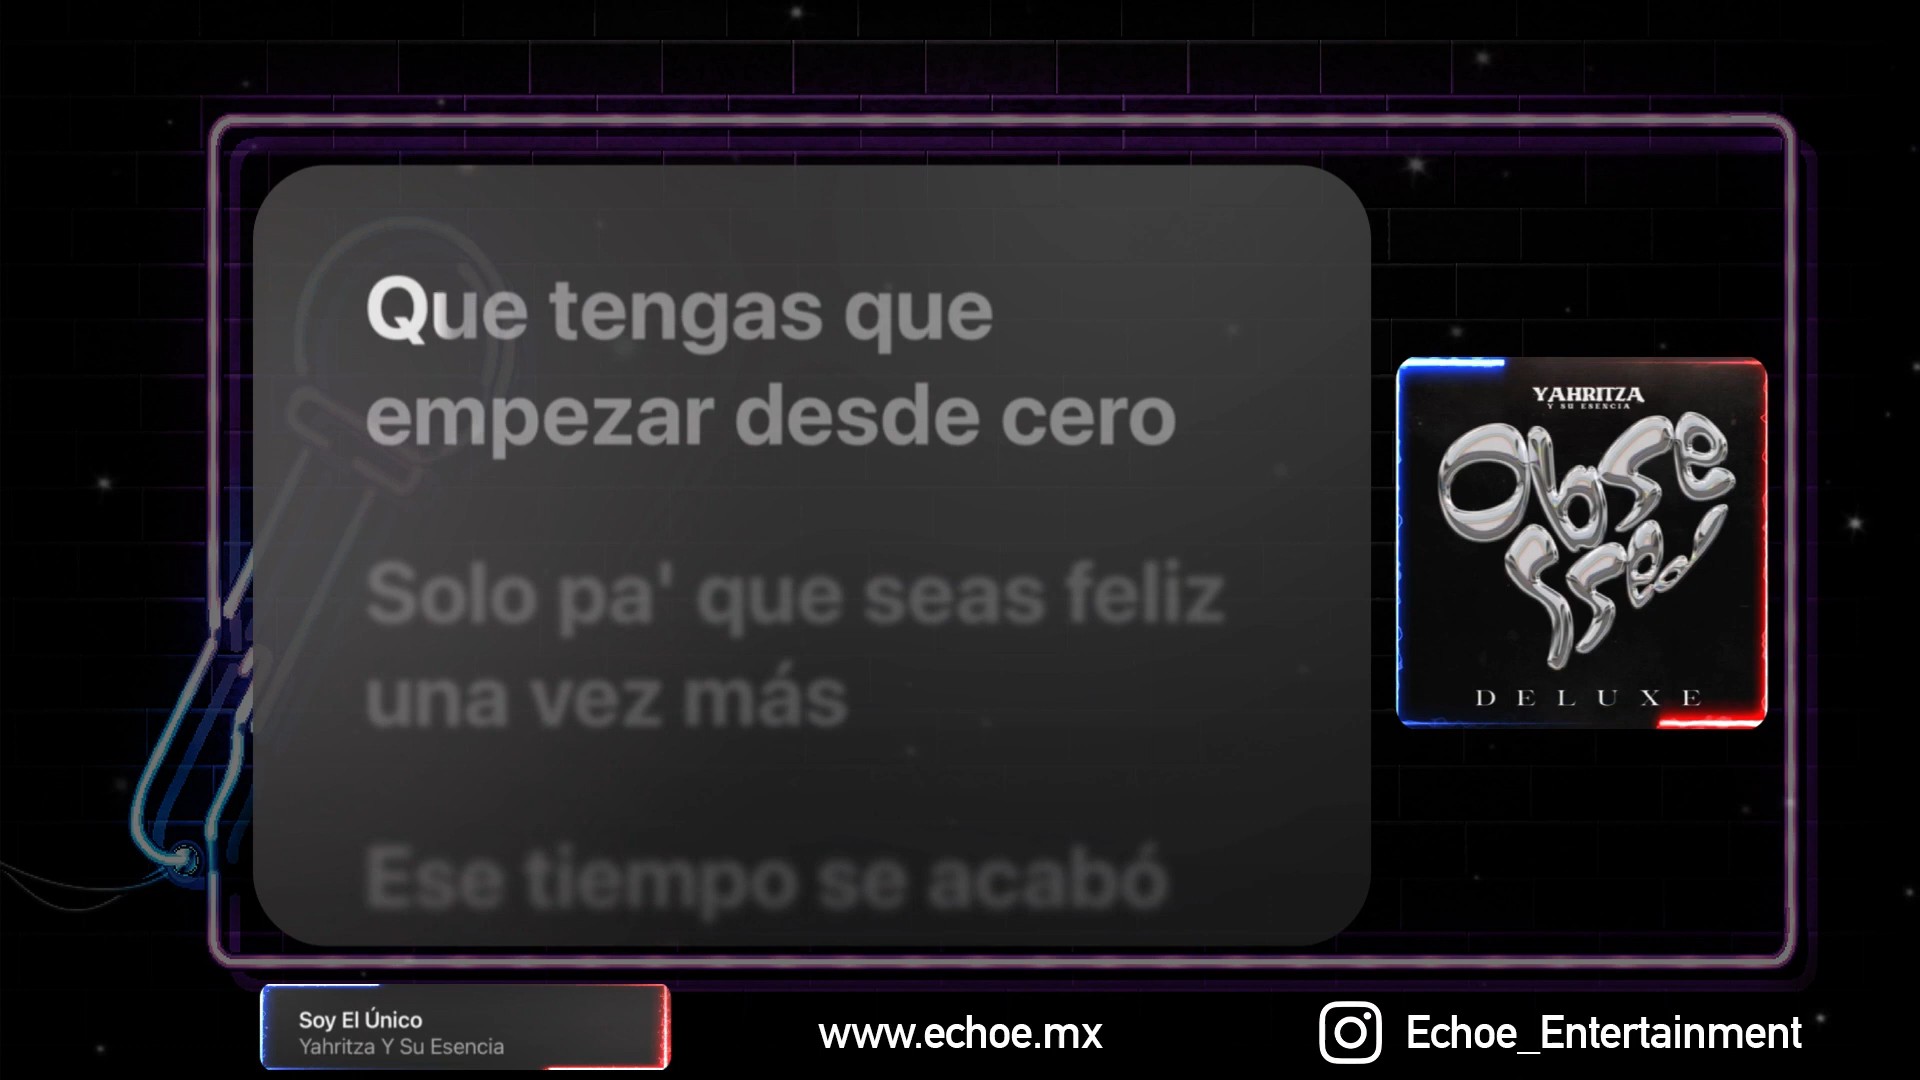 Que tengas que
empezar desde cero
Solo pa' que seas feliz
una vez más
Ese tiempo se acabó
YAHRITZA
Y SU ESENCIA
Obsessed
DELUXE
Soy El Único
Yahritza Y Su Esencia
www.echoe.mx
Echoe_Entertainment